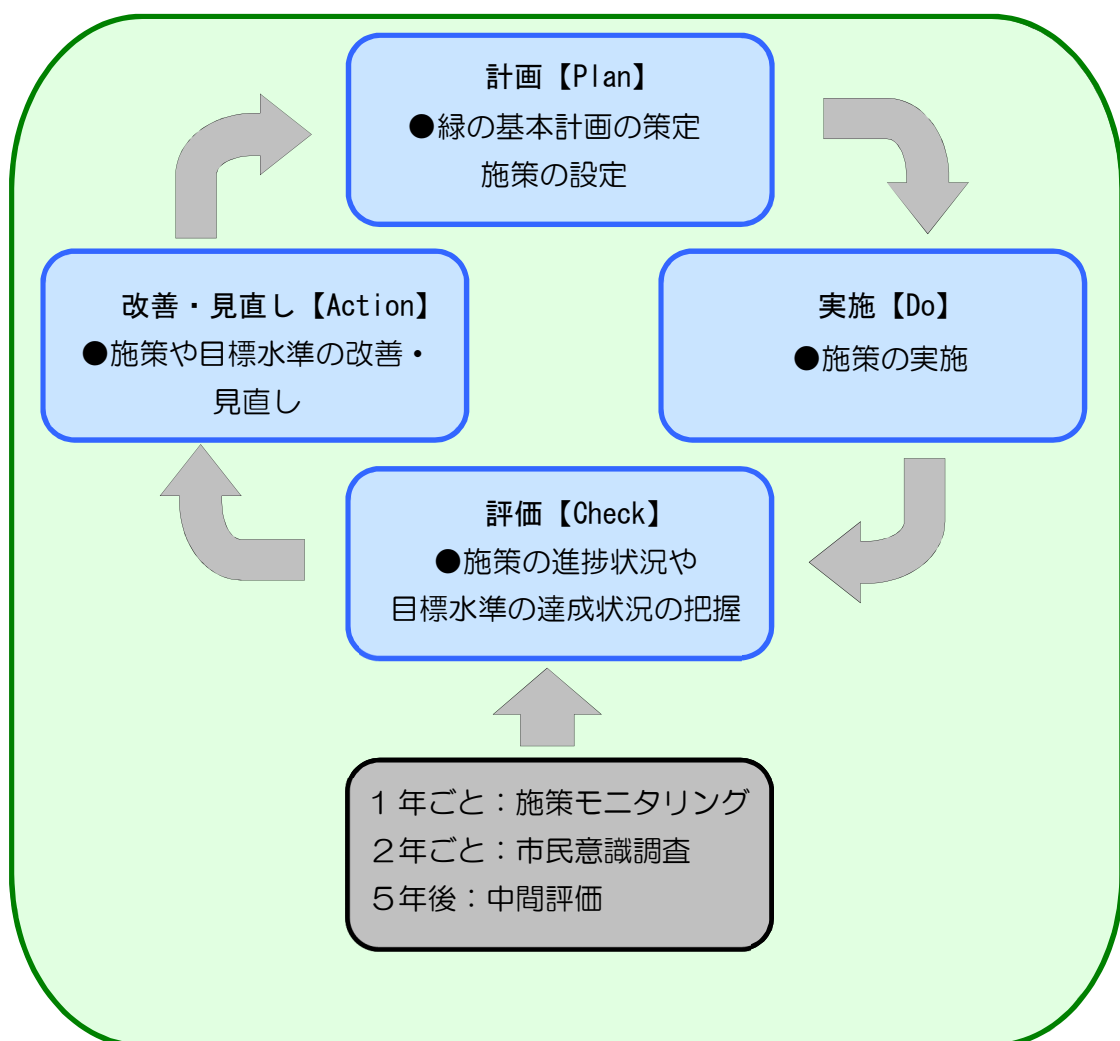 計画【Plan】
●緑の基本計画の策定
施策の設定
改善・見直し【Action】
●施策や目標水準の改善・
見直し
実施【Do】
●施策の実施
評価【Check】
●施策の進捗状況や
目標水準の達成状況の把握
１年ごと：施策モニタリング
２年ごと：市民意識調査
５年後：中間評価